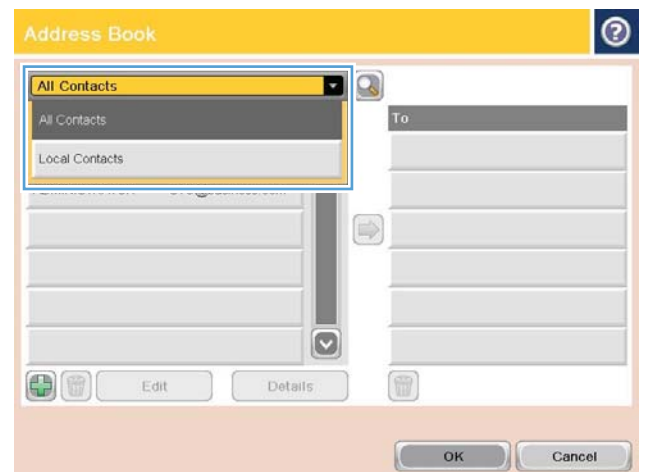 Address Book
?
All Contacts
All Contacts
Local Contacts
To
Edit
Details
OK
Cancel